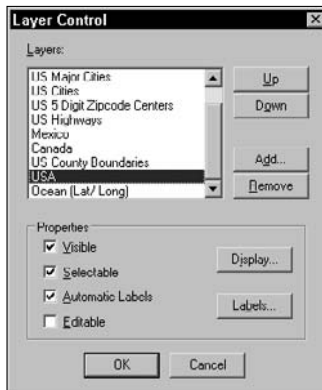 Layer Control
Layers:
US Major Cities
US Cities
US 5 Digit Zipcode Centers
US Highways
Mexico
Canada
US County Boundaries
USA
Ocean (Lat/ Long)
Up
Down
Add...
Remove
Properties
Visible
Selectable
Automatic Labels
Editable
Display...
Labels...
OK
Cancel